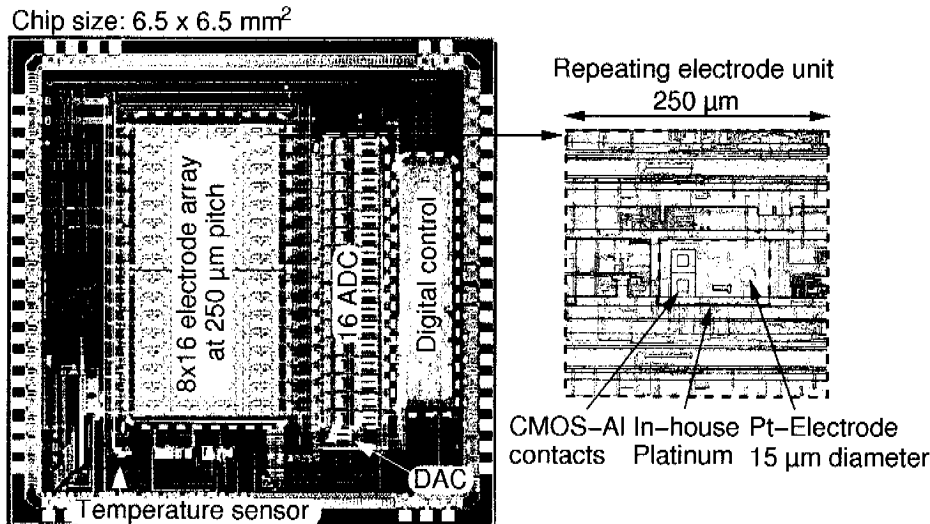 Chip size: 6.5 x 6.5 mm²
Repeating electrode unit
250 µm
8x16 electrode array
at 250 µm pitch
16 ADC
Digital control
CMOS–Al In–house Pt–Electrode
contacts Platinum 15 µm diameter
DAC
Temperature sensor